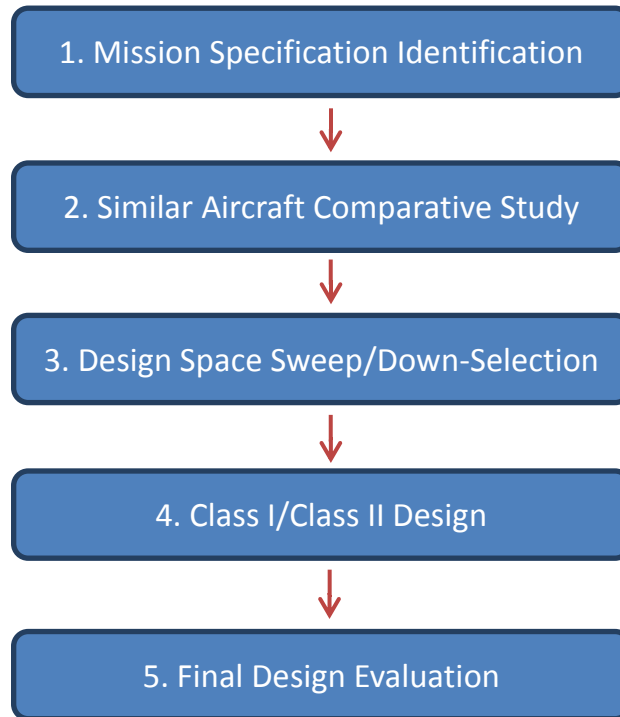 1. Mission Specification Identification
2. Similar Aircraft Comparative Study
3. Design Space Sweep/Down-Selection
4. Class I/Class II Design
5. Final Design Evaluation